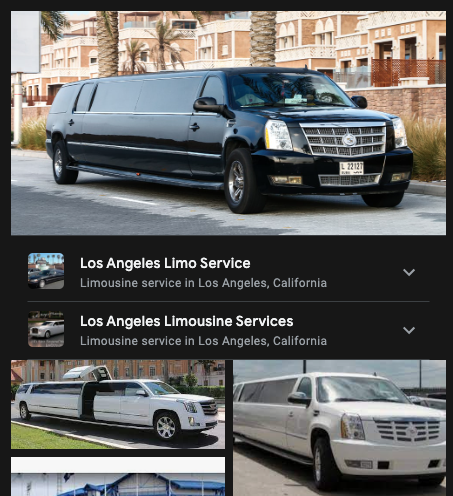 L 22127
Los Angeles Limo Service
Limousine service in Los Angeles, California
Los Angeles Limousine Services
Limousine service in Los Angeles, California